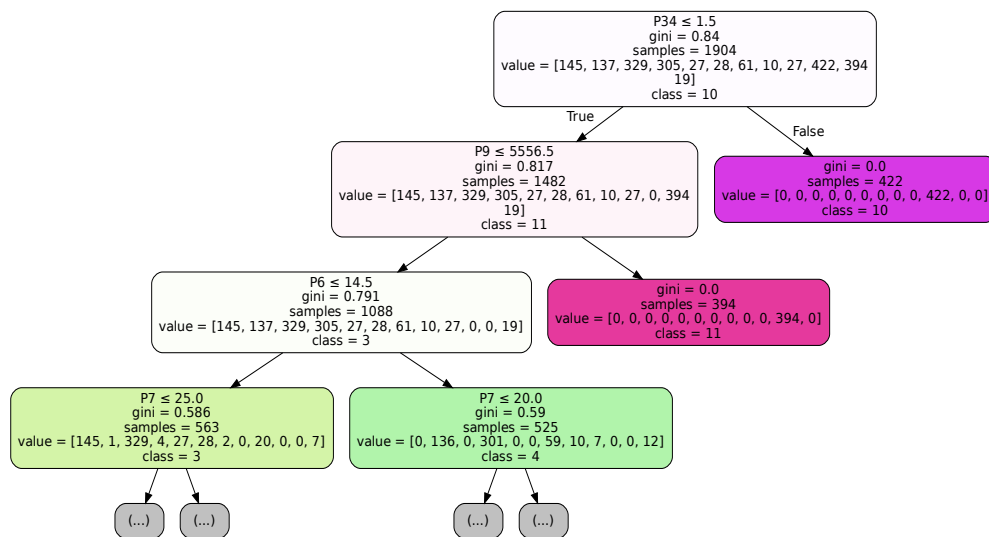 P34 ≤ 1.5
gini = 0.84
samples = 1904
value = [145, 137, 329, 305, 27, 28, 61, 10, 27, 422, 394
19]
class = 10
True
False
P9 ≤ 5556.5
gini = 0.817
samples = 1482
value = [145, 137, 329, 305, 27, 28, 61, 10, 27, 0, 394
19]
class = 11
gini = 0.0
samples = 422
value = [0, 0, 0, 0, 0, 0, 0, 0, 0, 422, 0, 0]
class = 10
P6 ≤ 14.5
gini = 0.791
samples = 1088
value = [145, 137, 329, 305, 27, 28, 61, 10, 27, 0, 0, 19]
class = 3
gini = 0.0
samples = 394
value = [0, 0, 0, 0, 0, 0, 0, 0, 0, 0, 394, 0]
class = 11
P7 ≤ 25.0
gini = 0.586
samples = 563
value = [145, 1, 329, 4, 27, 28, 2, 0, 20, 0, 0, 7]
class = 3
P7 ≤ 20.0
gini = 0.59
samples = 525
value = [0, 136, 0, 301, 0, 0, 59, 10, 7, 0, 0, 12]
class = 4
(...)
(...)
(...)
(...)